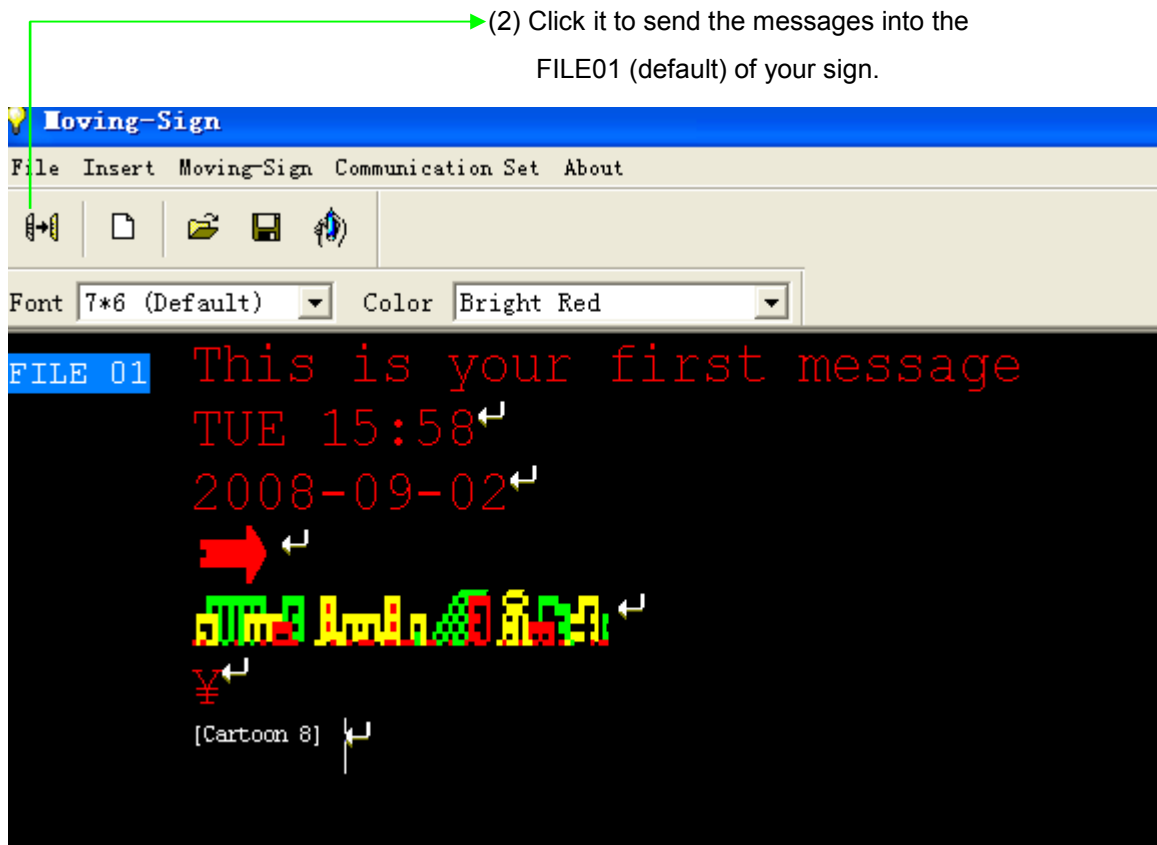 (2) Click it to send the messages into the
FILE01 (default) of your sign.
Moving-Sign
File Insert Moving-Sign Communication Set About
Font 7*6 (Default) Color Bright Red
FILE 01 This is your first message
TUE 15:58
2008-09-02
¥
[Cartoon 8]